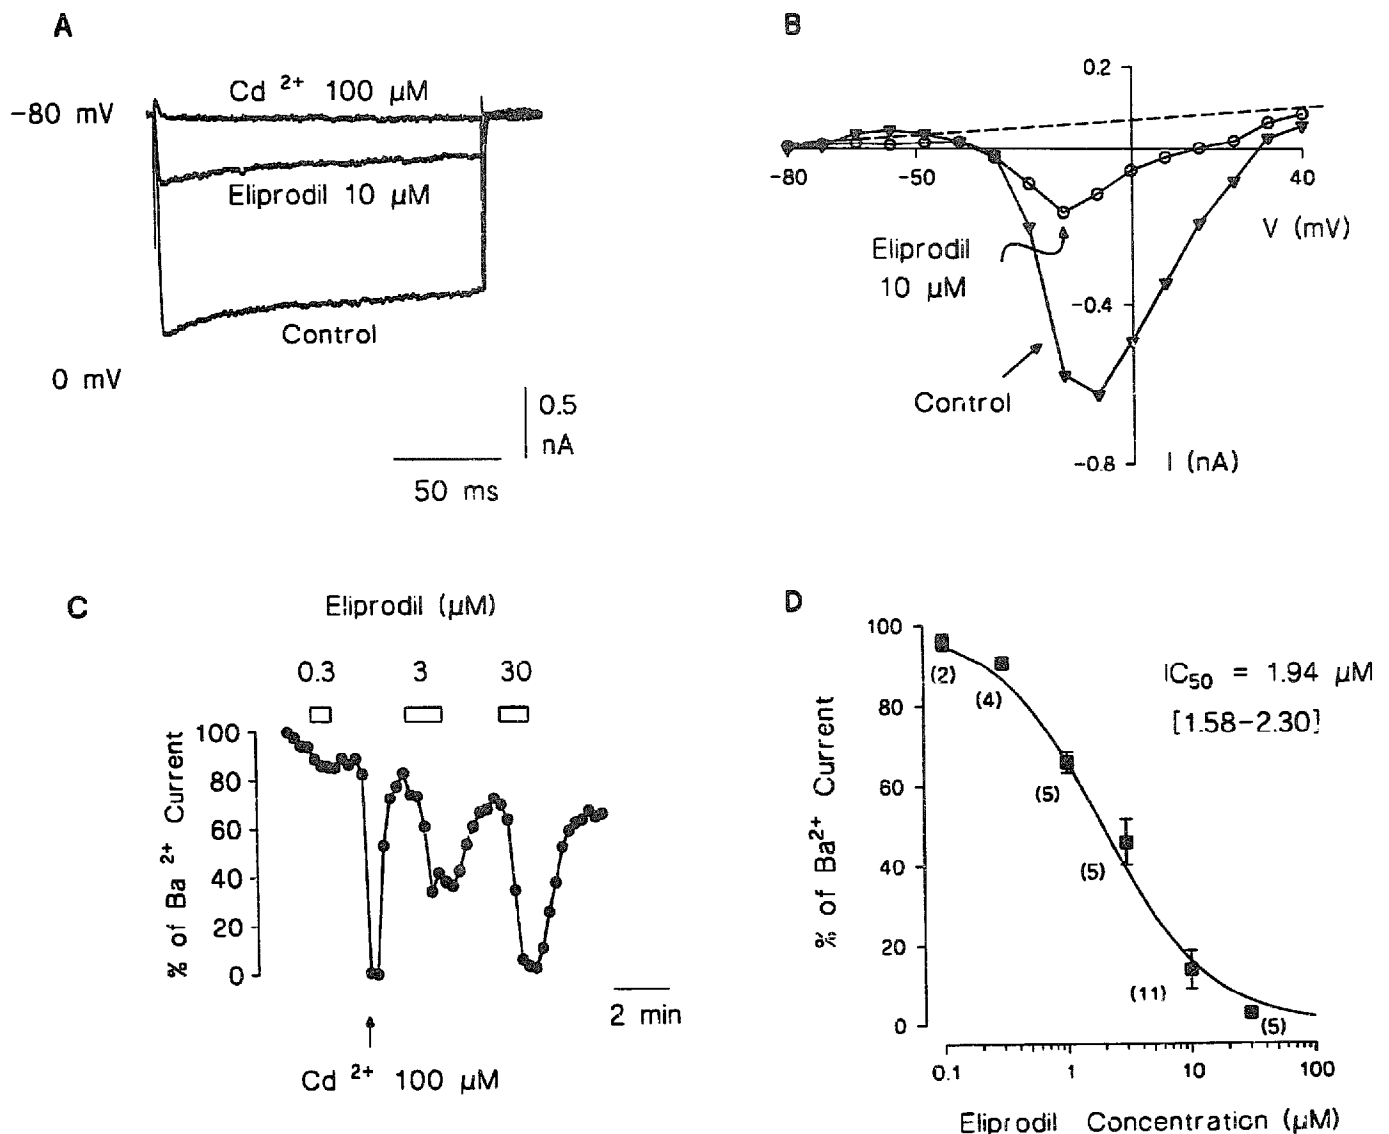 A
Cd 2+ 100 µM
-80 mV
Eliprodil 10 µM
Control
0 mV
0.5
nA
50 ms
B
0.2
-80
-50
40
V (mV)
Eliprodil
10 µM
-0.4
Control
-0.8
I (nA)
C
Eliprodil (µM)
0.3 3 30
% of Ba 2+ Current
100
80
60
40
20
0
2 min
Cd 2+ 100 µM
D
% of Ba2+ Current
100
80
60
40
20
0
IC50 = 1.94 µM
[1.58-2.30]
(2)
(4)
(5)
(5)
(11)
(5)
0.1 1 10 100
Eliprodil Concentration (µM)